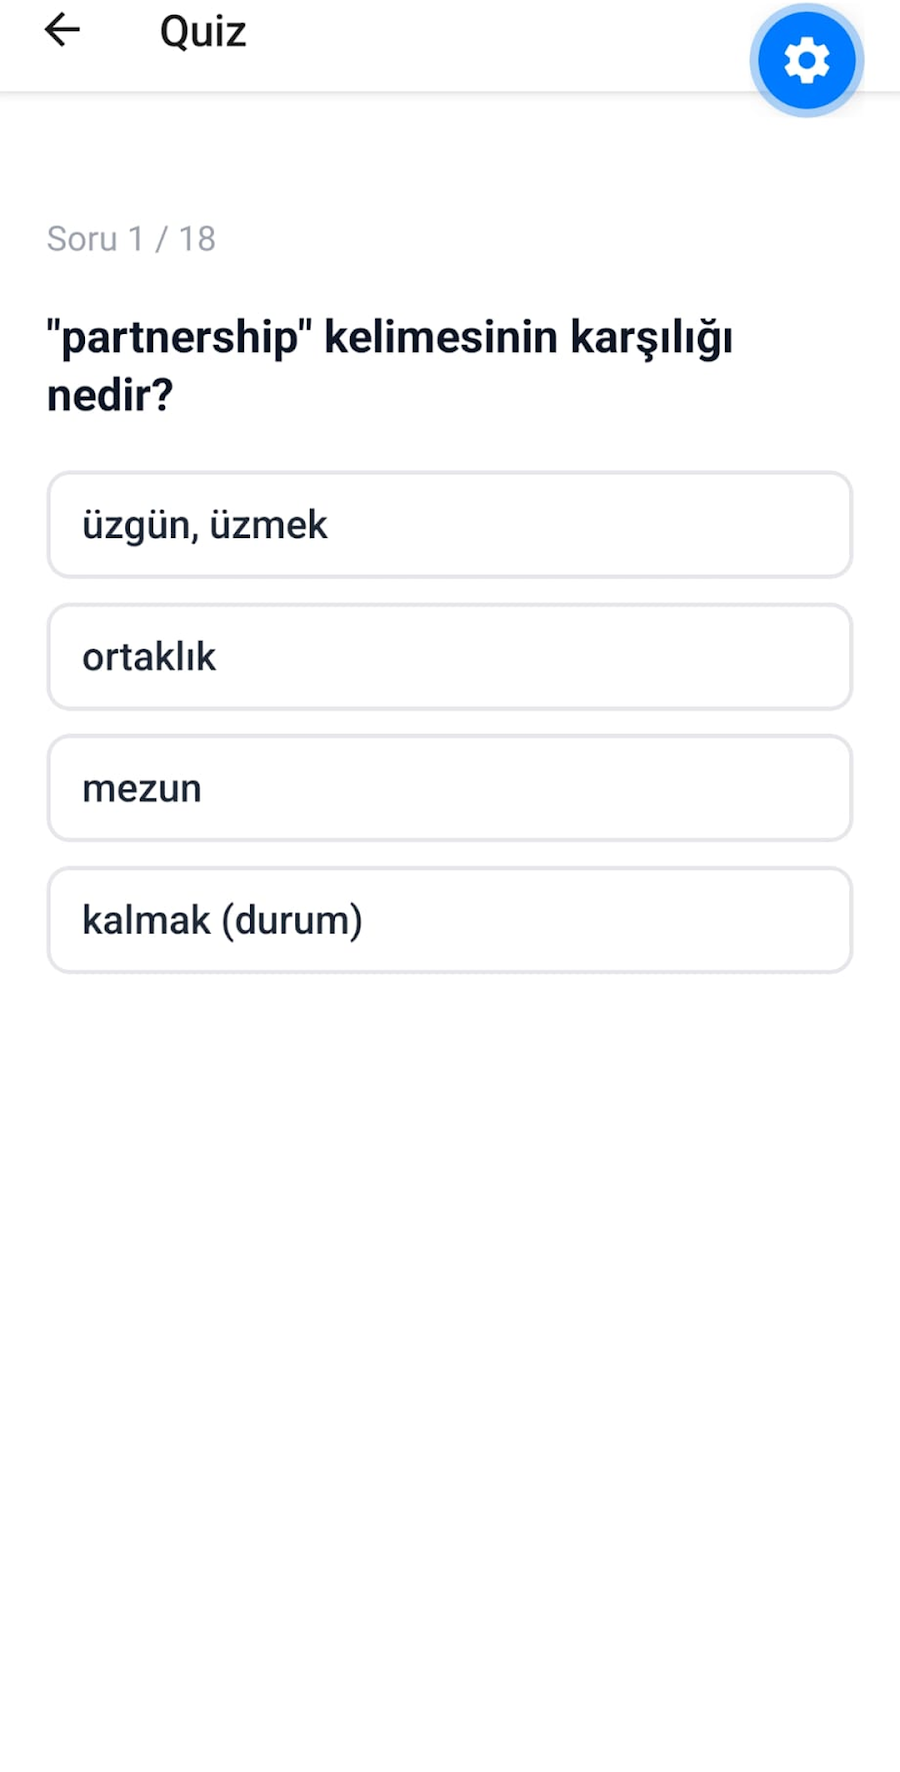 Quiz
Soru 1 / 18
"partnership" kelimesinin karşılığı
nedir?
üzgün, üzmek
ortaklık
mezun
kalmak (durum)